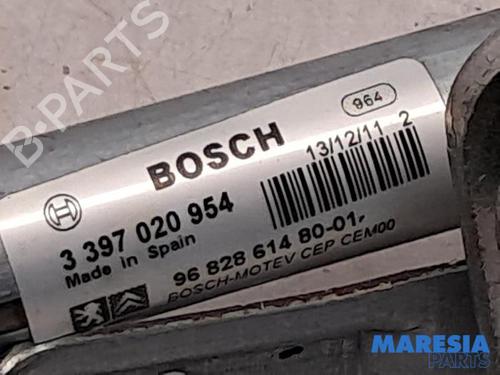 964
BOSCH
13/12/11 2
3 397 020 954
Made in Spain
96 828 614 80-01,
BOSCH-MOTEV CEP CEM00
B-Parts
MARESIA
PARTS